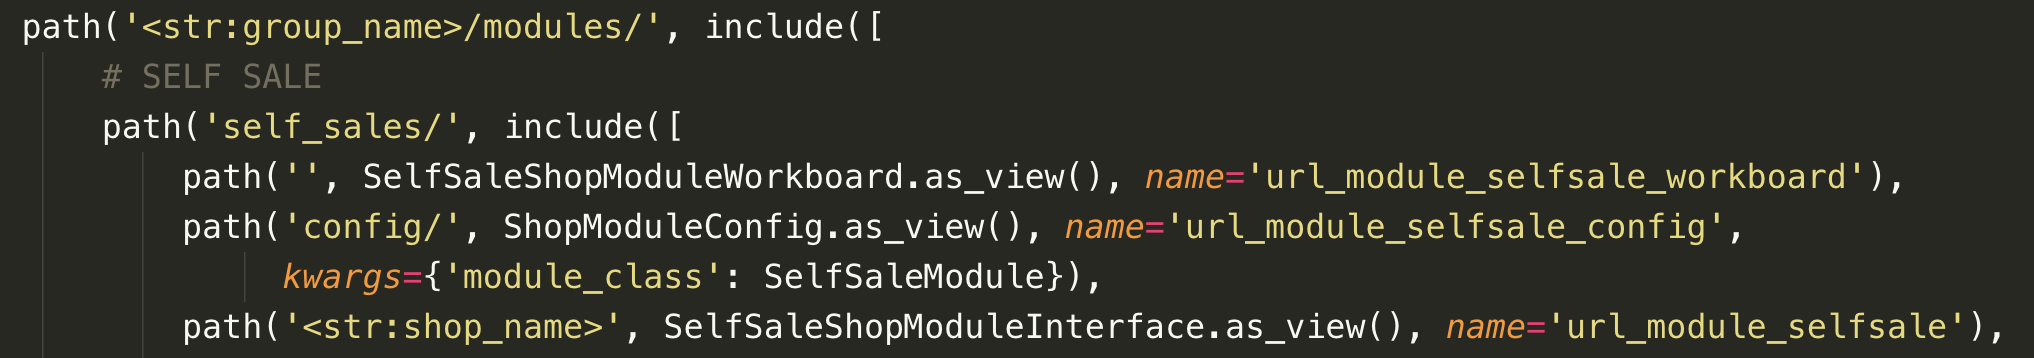 path('<str:group_name>/modules/', include([
# SELF SALE
path('self_sales/', include([
path('', SelfSaleShopModuleWorkboard.as_view(), name='url_module_selfsale_workboard'),
path('config/', ShopModuleConfig.as_view(), name='url_module_selfsale_config',
kwargs={'module_class': SelfSaleModule}),
path('<str:shop_name>', SelfSaleShopModuleInterface.as_view(), name='url_module_selfsale'),